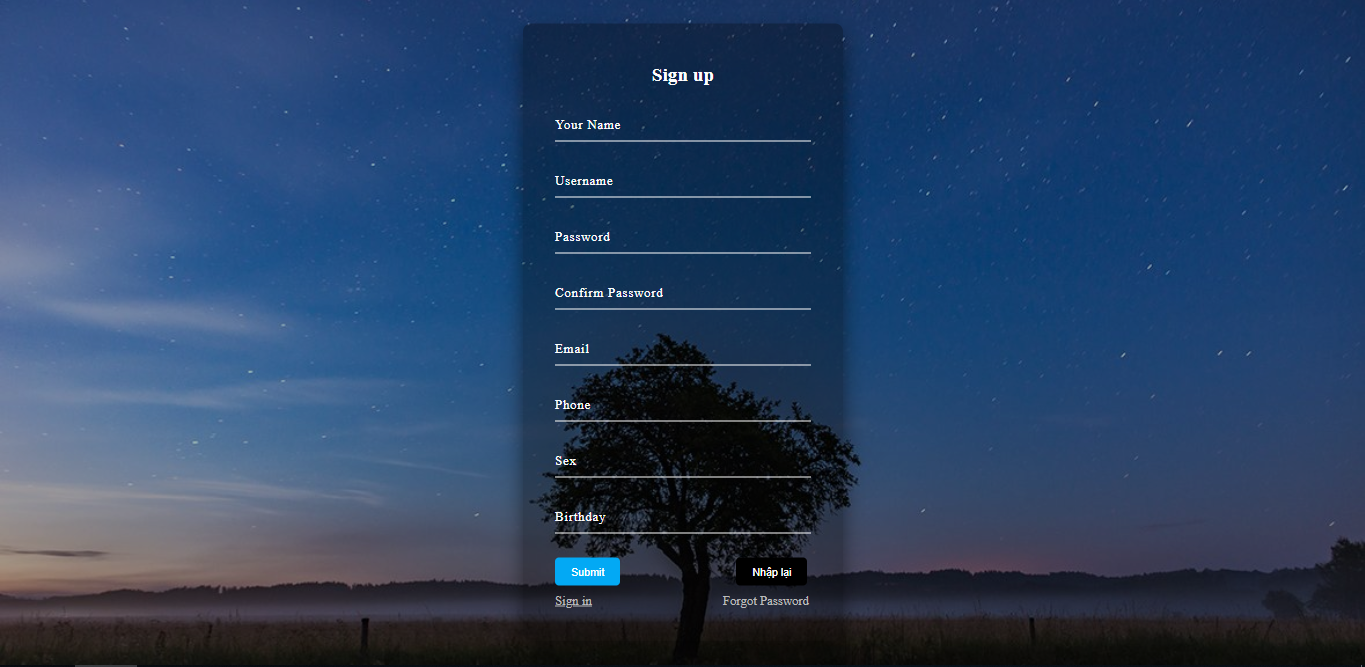 Sign up
Your Name
Username
Password
Confirm Password
Email
Phone
Sex
Birthday
Submit Nhập lại
Sign in Forgot Password